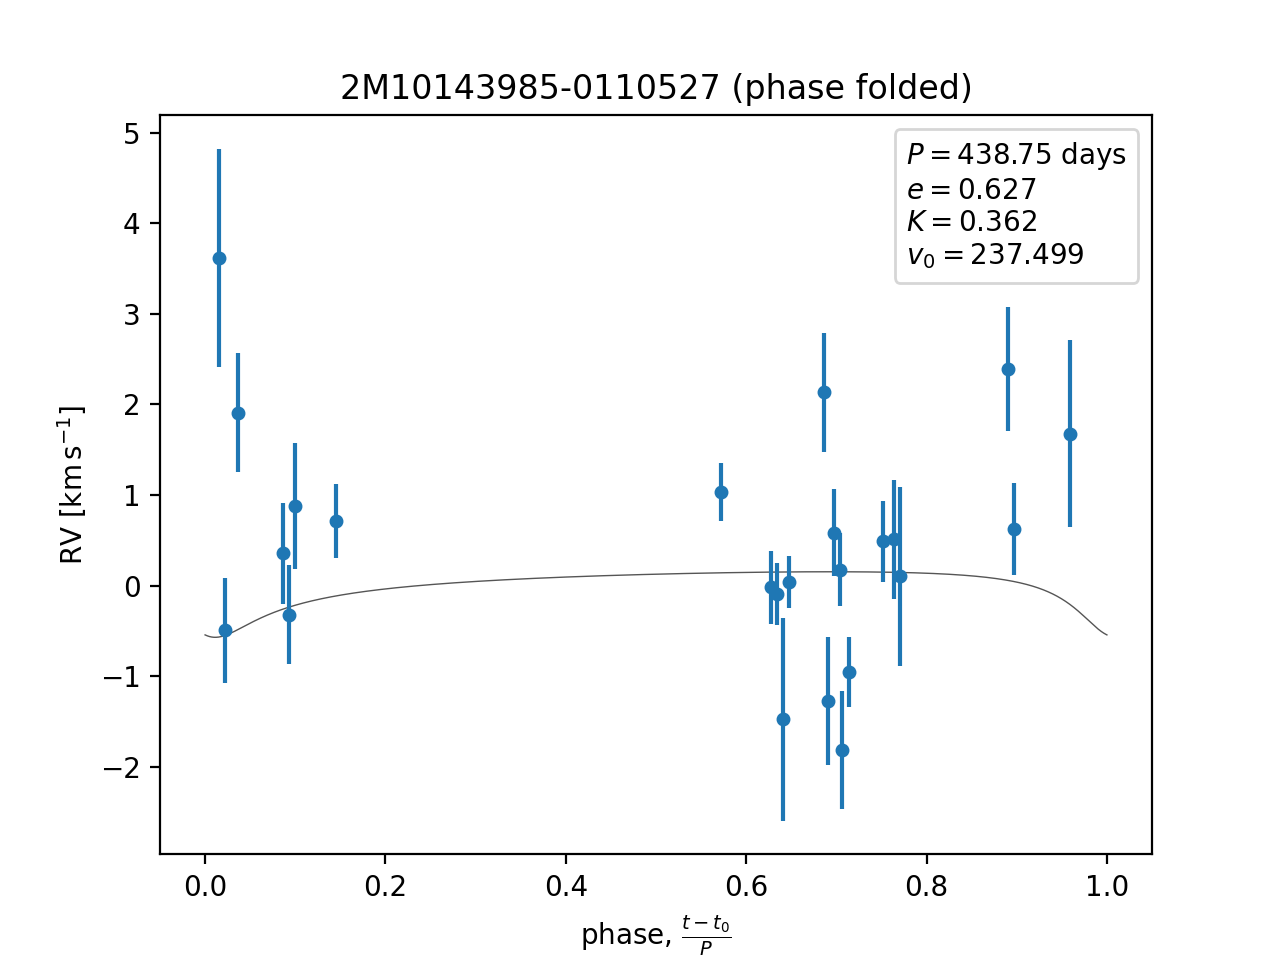 2M10143985-0110527 (phase folded)
P = 438.75 days
e = 0.627
K = 0.362
v₀ = 237.499
RV [km s⁻¹]
5
4
3
2
1
0
−1
−2
0.0 0.2 0.4 0.6 0.8 1.0
phase, (t − t₀)/P